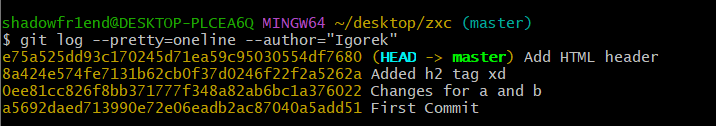 shadowfr1end@DESKTOP-PLCEA6Q MINGW64 ~/desktop/zxc (master)
$ git log --pretty=oneline --author="Igorek"
e75a525dd93c170245d71ea59c95030554df7680 (HEAD -> master) Add HTML header
8a424e574fe7131b62cb0f37d0246f22f2a5262a Added h2 tag xd
0ee81cc826f8bb371777f348a82ab6bc1a376022 Changes for a and b
a5692daed713990e72e06eadb2ac87040a5add51 First Commit